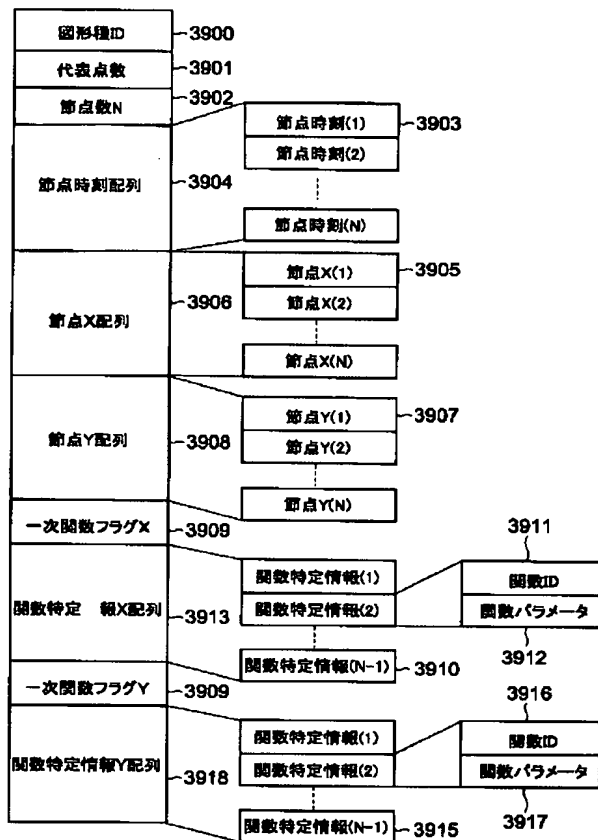 図形種ID 3900
代表点数 3901
節点数N 3902
節点時刻配列 3904
節点時刻(1) 3903
節点時刻(2)
節点時刻(N)
節点X配列 3906
節点X(1) 3905
節点X(2)
節点X(N)
節点Y配列 3908
節点Y(1) 3907
節点Y(2)
節点Y(N)
一次関数フラグX 3909
関数特定 報X配列 3913
関数特定情報(1)
関数特定情報(2)
関数特定情報(N-1) 3910
3911
関数ID
関数パラメータ
3912
一次関数フラグY 3909
関数特定情報Y配列 3918
関数特定情報(1)
関数特定情報(2)
関数特定情報(N-1) 3915
3916
関数ID
関数パラメータ
3917